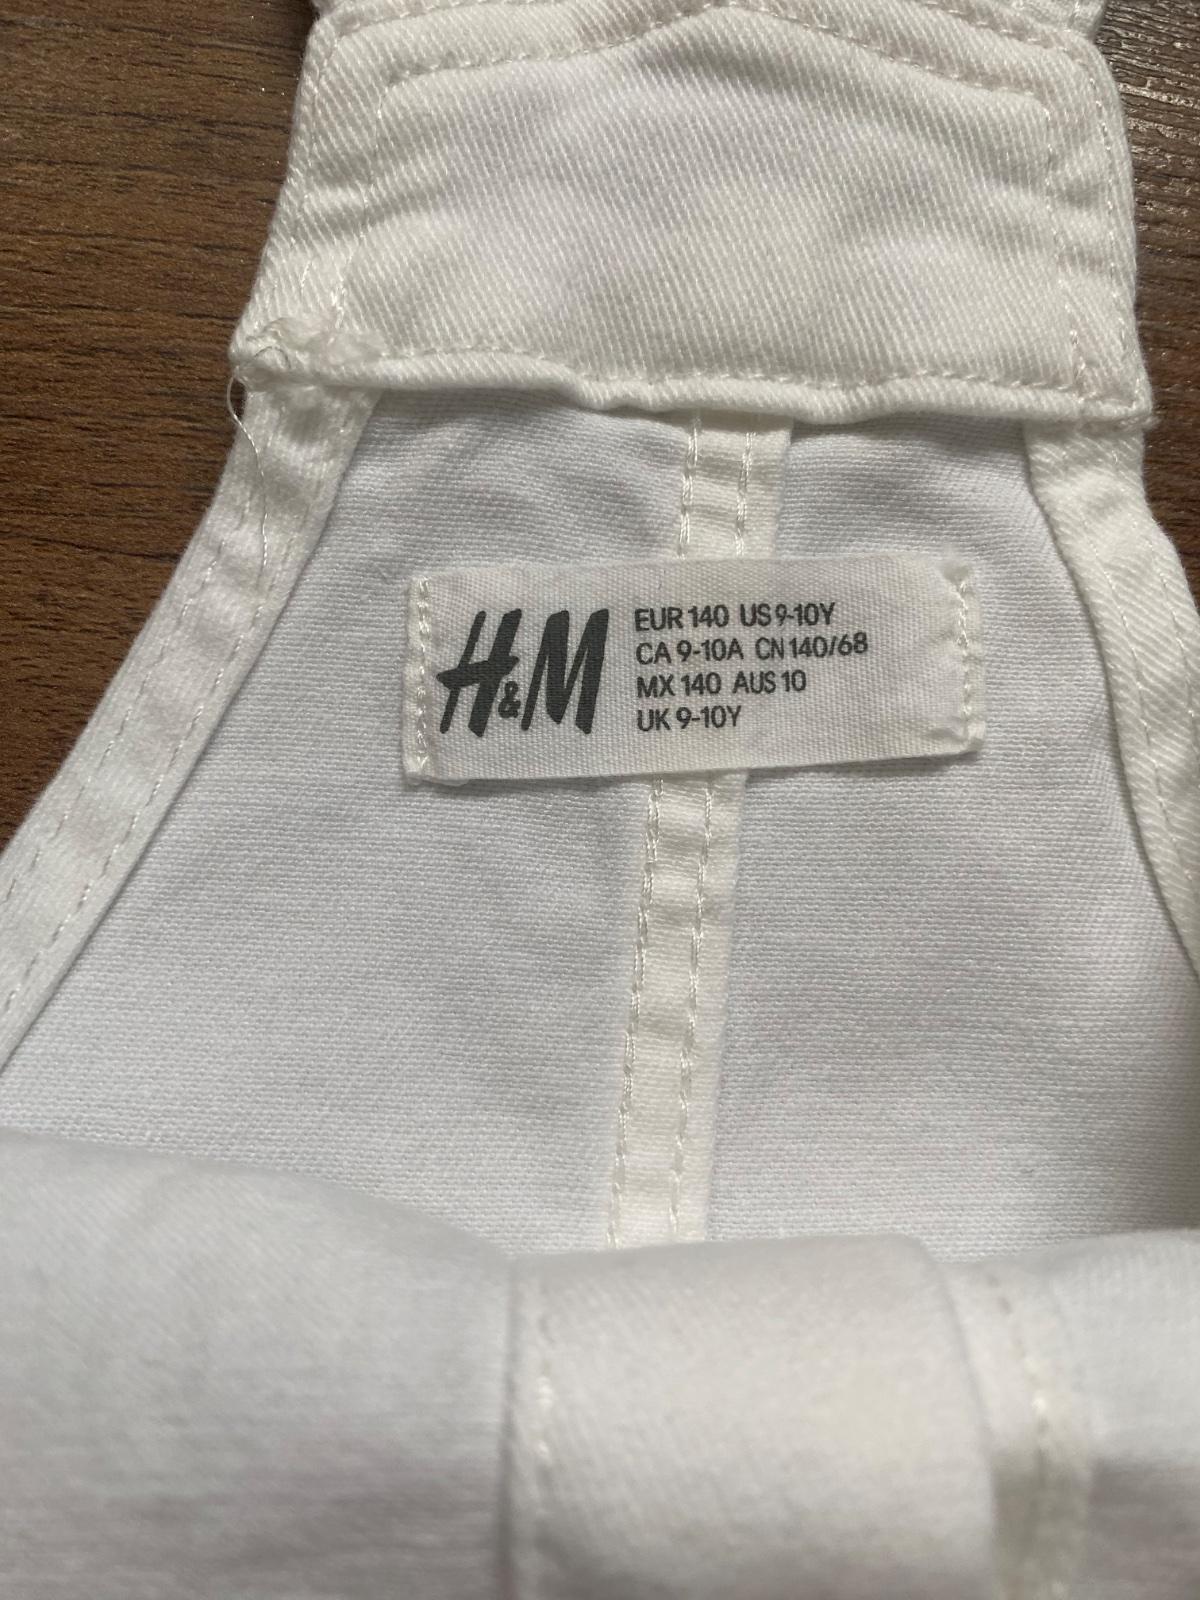 H&M
EUR 140 US 9-10Y
CA 9-10A CN 140/68
MX 140 AUS 10
UK 9-10Y